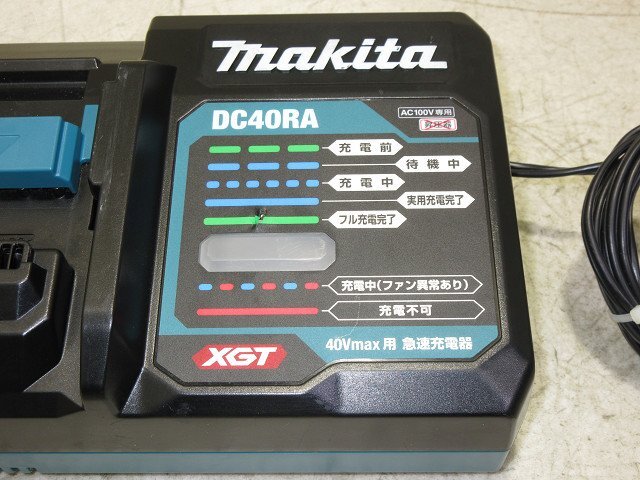 makita
DC40RA
AC100V専用
昇圧器
充電前
待機中
充電中
実用充電完了
フル充電完了
充電中(ファン異常あり)
充電不可
XGT
40Vmax用 急速充電器